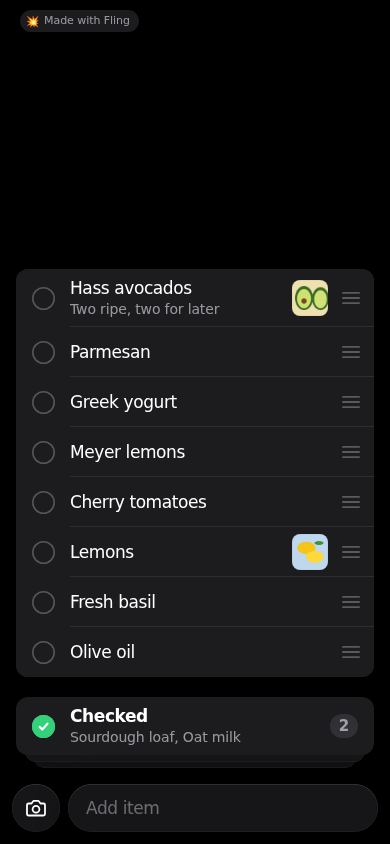 💥 Made with Fling
Hass avocados
Two ripe, two for later
Parmesan
Greek yogurt
Meyer lemons
Cherry tomatoes
Lemons
Fresh basil
Olive oil
Checked
2
Sourdough loaf, Oat milk
Add item